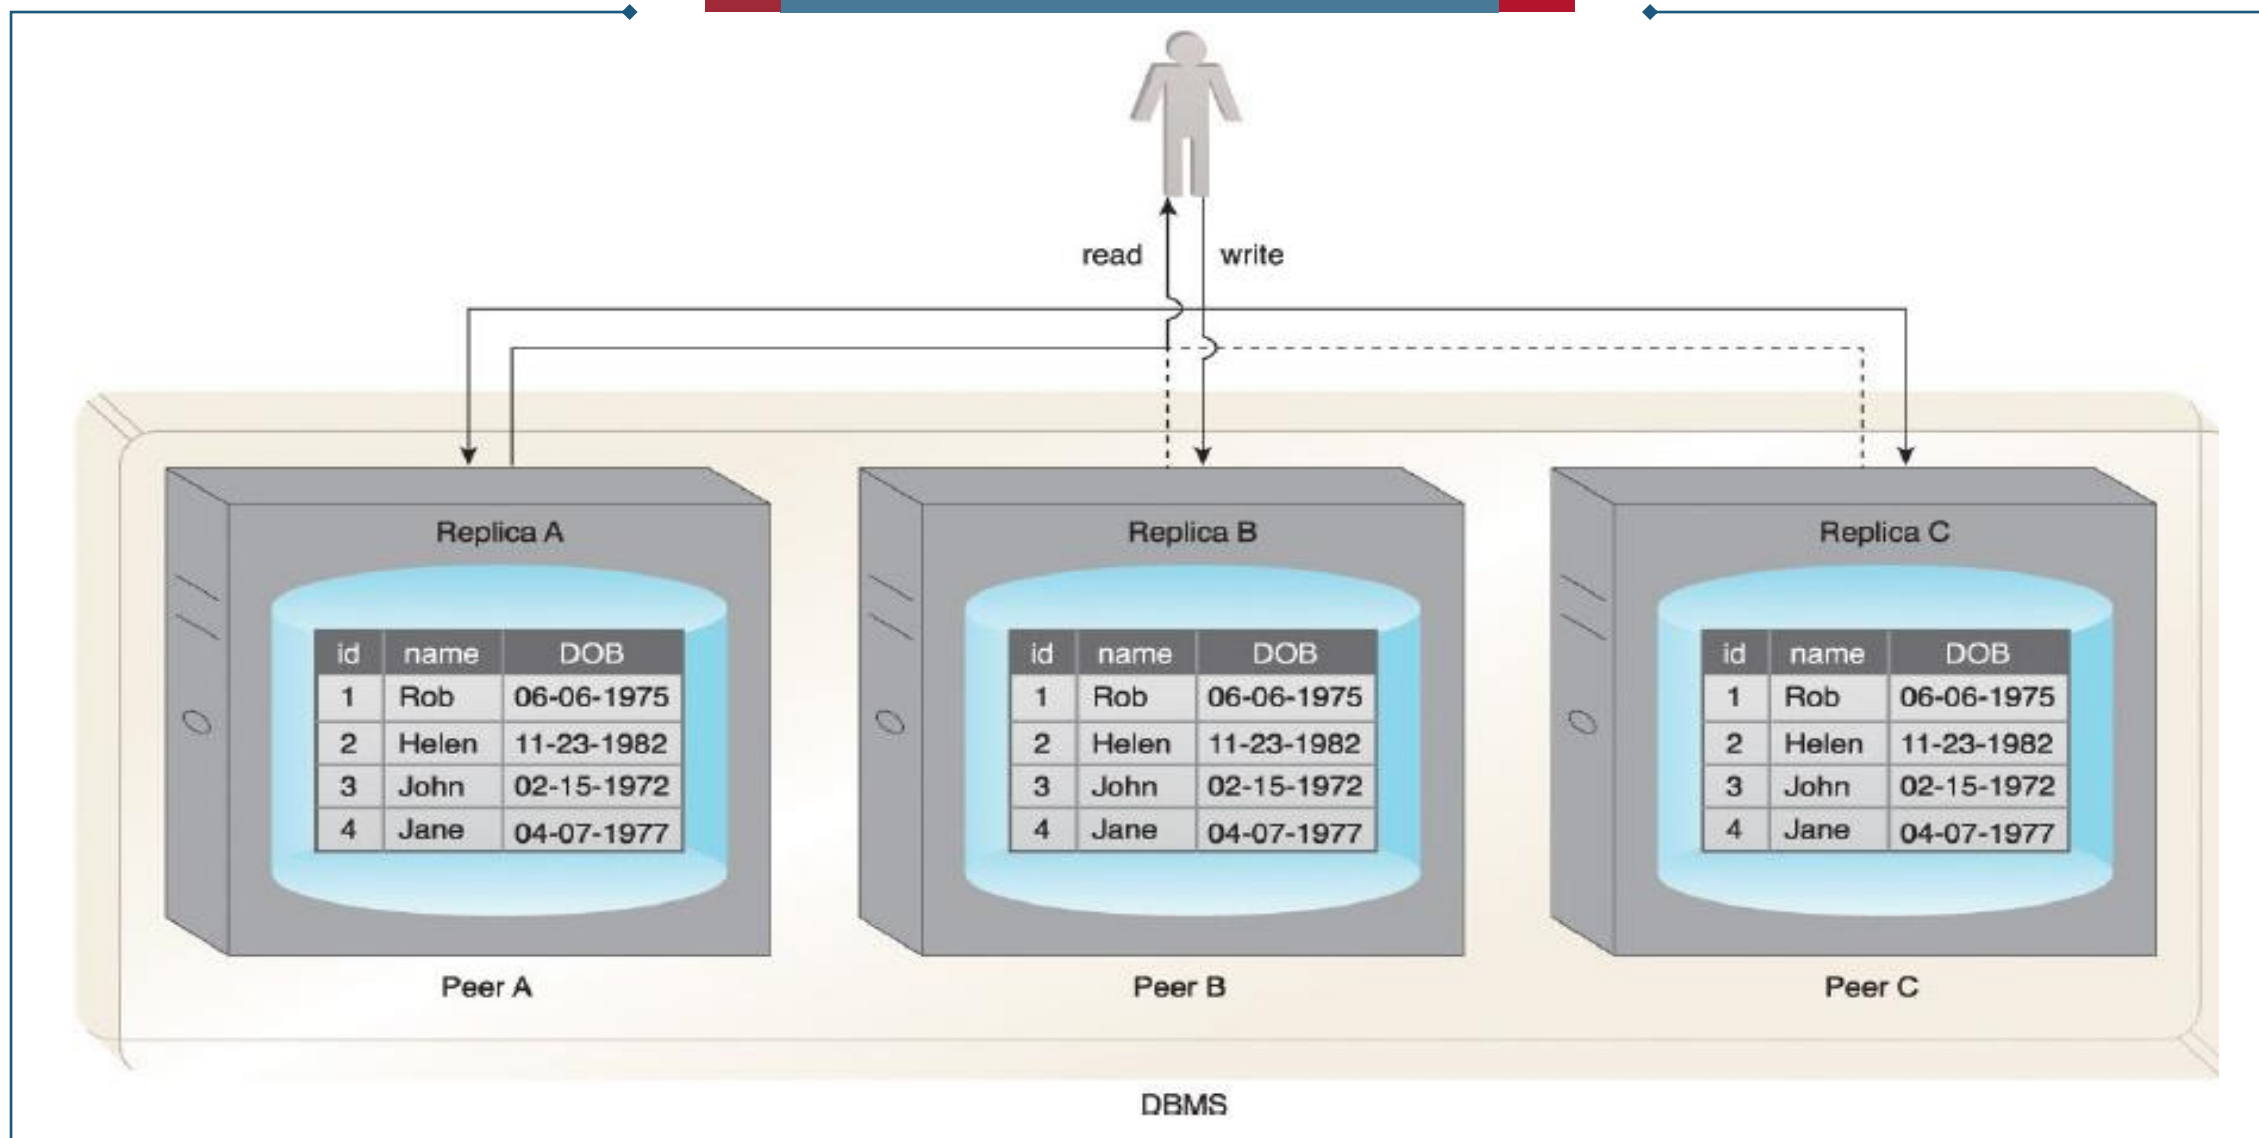 read write
Replica A Replica B Replica C
id name DOB id name DOB id name DOB
1 Rob 06-06-1975 1 Rob 06-06-1975 1 Rob 06-06-1975
2 Helen 11-23-1982 2 Helen 11-23-1982 2 Helen 11-23-1982
3 John 02-15-1972 3 John 02-15-1972 3 John 02-15-1972
4 Jane 04-07-1977 4 Jane 04-07-1977 4 Jane 04-07-1977
Peer A Peer B Peer C
DBMS